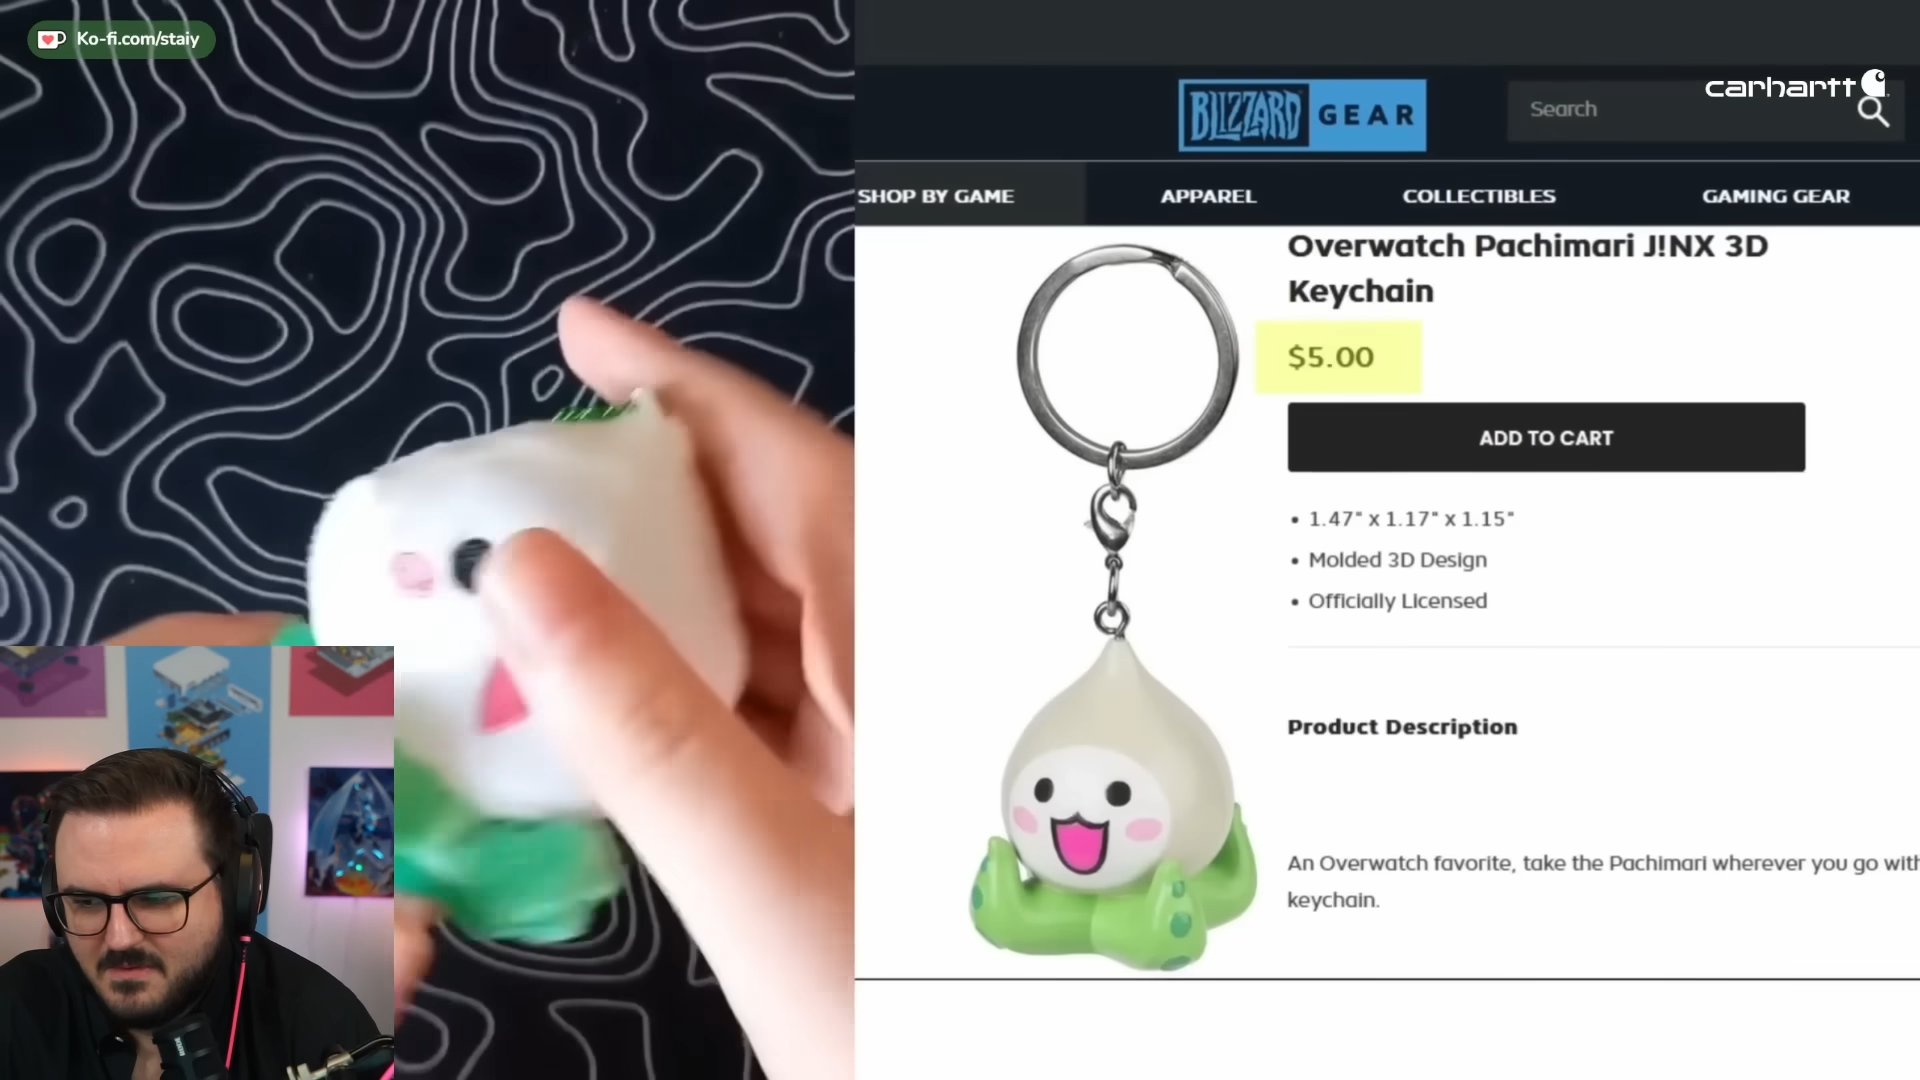 Ko-fi.com/staiy
carhartt
BLIZZARD GEAR
Search
SHOP BY GAME
APPAREL
COLLECTIBLES
GAMING GEAR
Overwatch Pachimari J!NX 3D
Keychain
$5.00
ADD TO CART
• 1.47" x 1.17" x 1.15"
• Molded 3D Design
• Officially Licensed
Product Description
An Overwatch favorite, take the Pachimari wherever you go with
keychain.